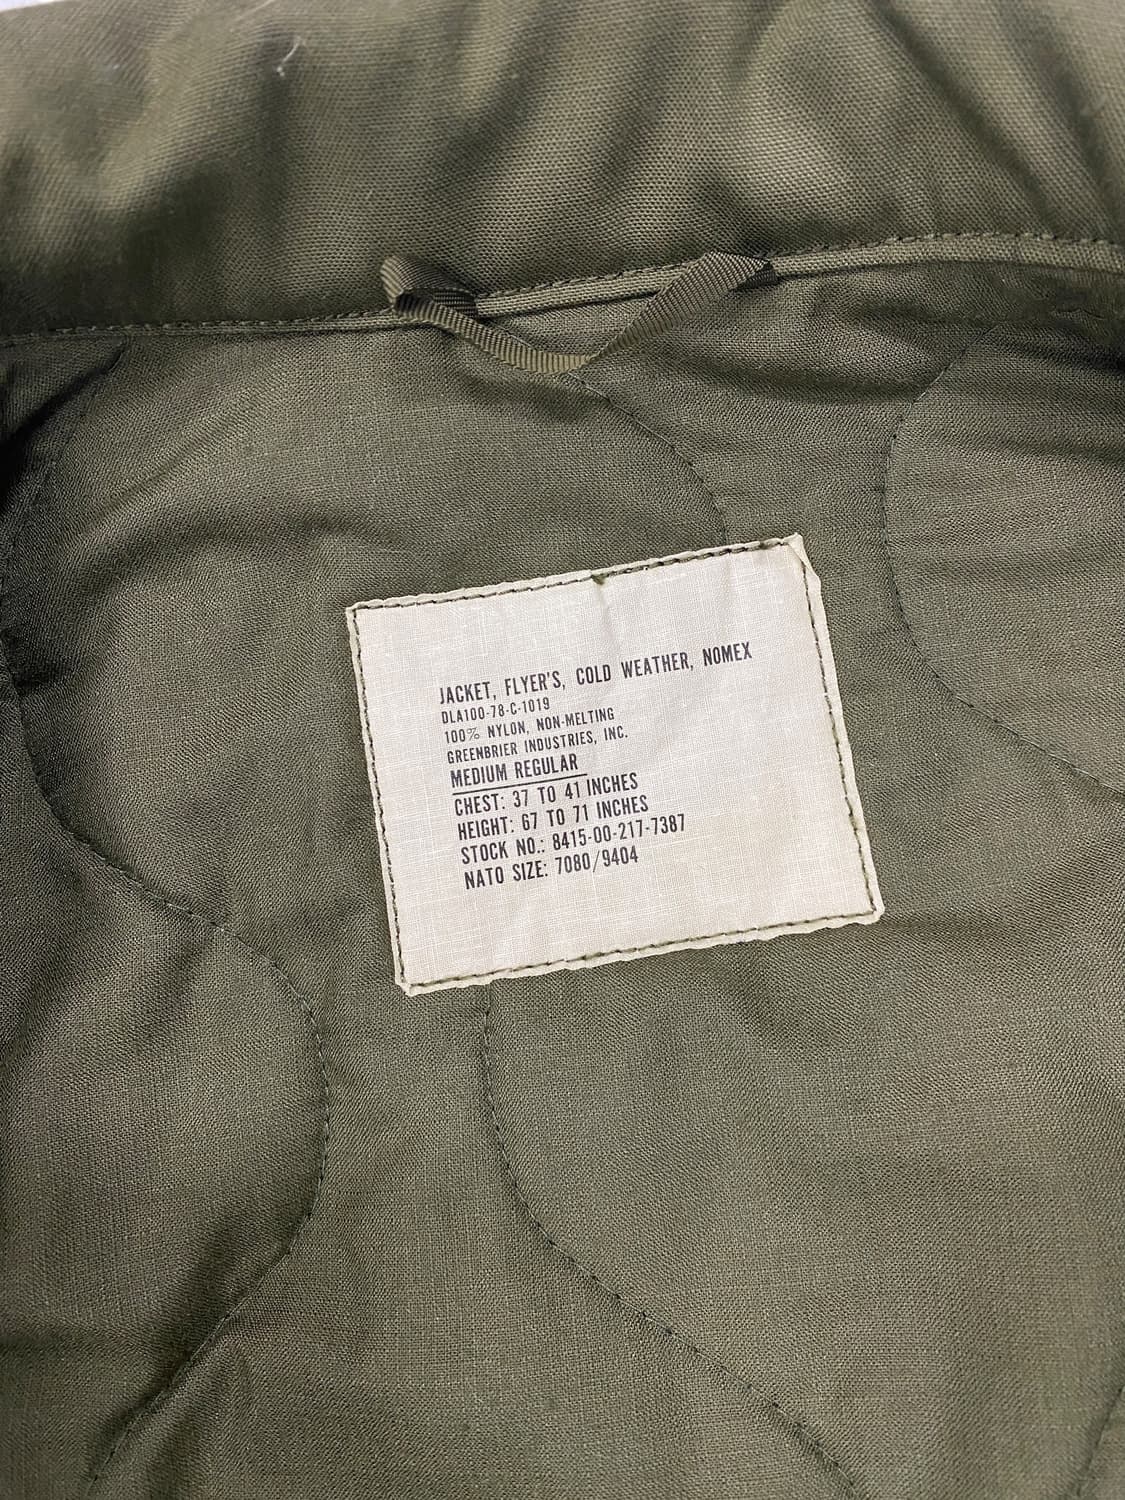 JACKET, FLYER'S, COLD WEATHER, NOMEX
DLA100-78-C-1019
100% NYLON, NON-MELTING
GREENBRIER INDUSTRIES, INC.
MEDIUM REGULAR
CHEST: 37 TO 41 INCHES
HEIGHT: 67 TO 71 INCHES
STOCK NO.: 8415-00-217-7387
NATO SIZE: 7080/9404